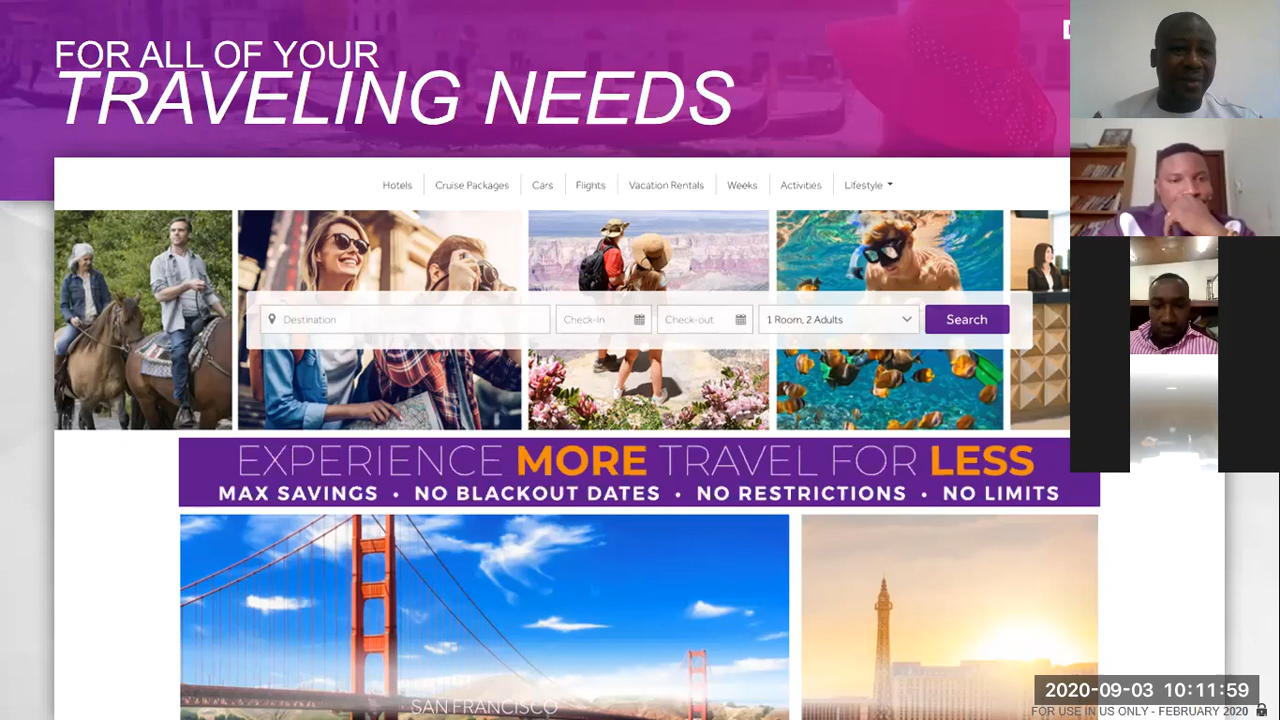 FOR ALL OF YOUR
TRAVELING NEEDS
Hotels
Cruise Packages
Cars
Flights
Vacation Rentals
Weeks
Activities
Lifestyle
Destination
Check-In
Check-out
1 Room, 2 Adults
Search
EXPERIENCE MORE TRAVEL FOR LESS
MAX SAVINGS • NO BLACKOUT DATES • NO RESTRICTIONS • NO LIMITS
SAN FRANCISCO
2020-09-03 10:11:59
FOR USE IN US ONLY - FEBRUARY 2020